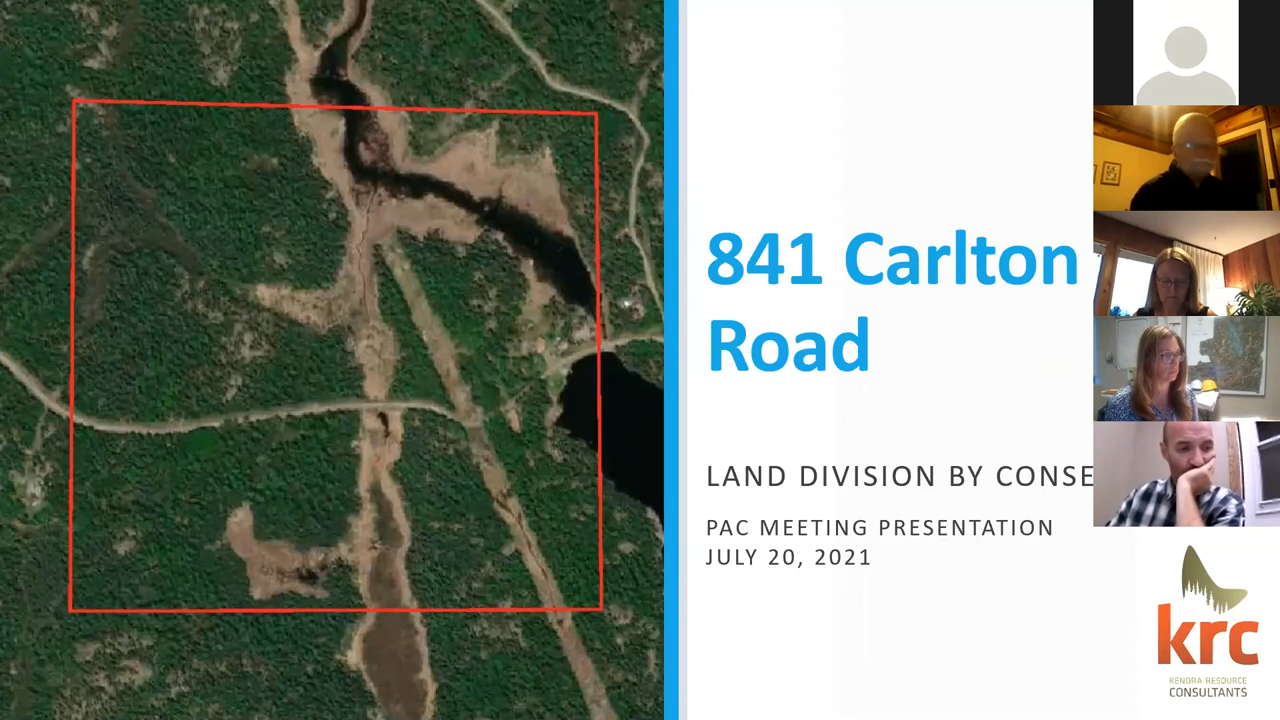 841 Carlton
Road
LAND DIVISION BY CONSE
PAC MEETING PRESENTATION
JULY 20, 2021
krc
KENORA RESOURCE
CONSULTANTS